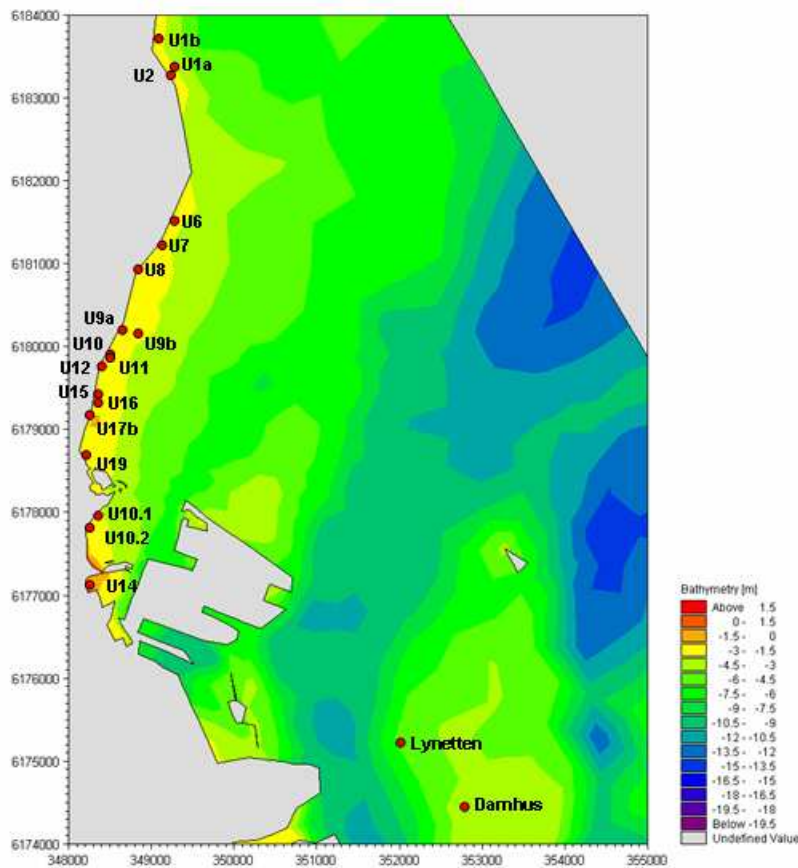 6184000
6183000
6182000
6181000
6180000
6179000
6178000
6177000
6176000
6175000
6174000
U1b
U1a
U2
U6
U7
U8
U9a
U9b
U10
U11
U12
U15
U16
U17b
U19
U10.1
U10.2
U14
Lynetten
Damhus
348000 349000 350000 351000 352000 353000 354000 355000
Bathymetry [m]
Above 1.5
0 - 1.5
-1.5 - 0
-3 - -1.5
-4.5 - -3
-6 - -4.5
-7.5 - -6
-9 - -7.5
-10.5 - -9
-12 - -10.5
-13.5 - -12
-15 - -13.5
-16.5 - -15
-18 - -16.5
-19.5 - -18
Below -19.5
Undefined Value